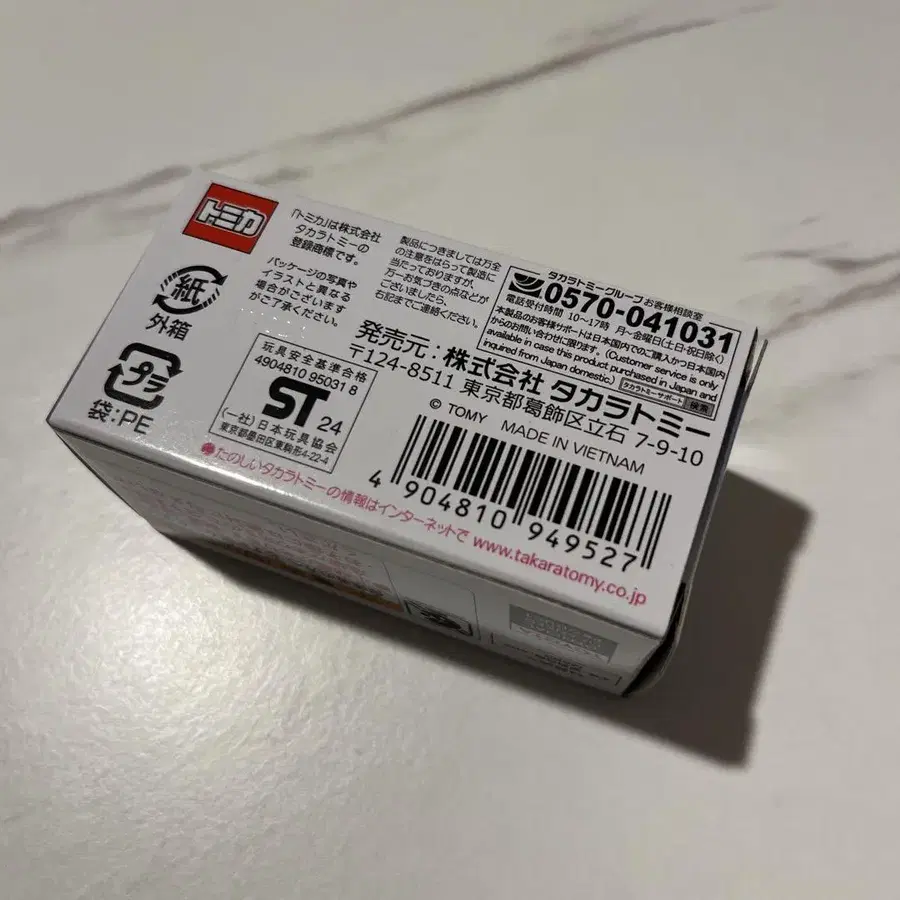 トミカ
「トミカ」は株式会社
タカラトミーの
登録商標です。
パッケージの写真や
イラストと異なる
場合がございます
がご了承ください。
製品につきましては万全
の注意をはらって製造に
当たっておりますが、
万一お気づきの点などが
ございましたら、
右記までご連絡ください。
タカラトミーグループ お客様相談室
0570-041031
電話受付時間 10~17時 月~金曜日(土日・祝日除く)
本製品のお客様サポートは日本国内でのご購入かつ日本国内
からのお問い合わせに限ります。(Customer service is only
available in case this product purchased in Japan and
inquired from Japan domestic.)
タカラトミーサポート 検索
紙
外箱
プラ
袋:PE
玩具安全基準合格
4904810 95031 8
ST 24
(一社)日本玩具協会
東京都墨田区東駒形4-22-4
発売元:株式会社 タカラトミー
〒124-8511 東京都葛飾区立石 7-9-10
© TOMY MADE IN VIETNAM
4 904810 949527
たのしいタカラトミーの情報はインターネットで www.takaratomy.co.jp